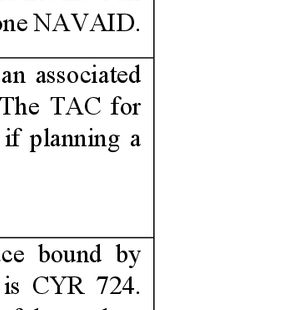 one NAVAID.
an associated
The TAC for
if planning a
ce bound by
is CYR 724.